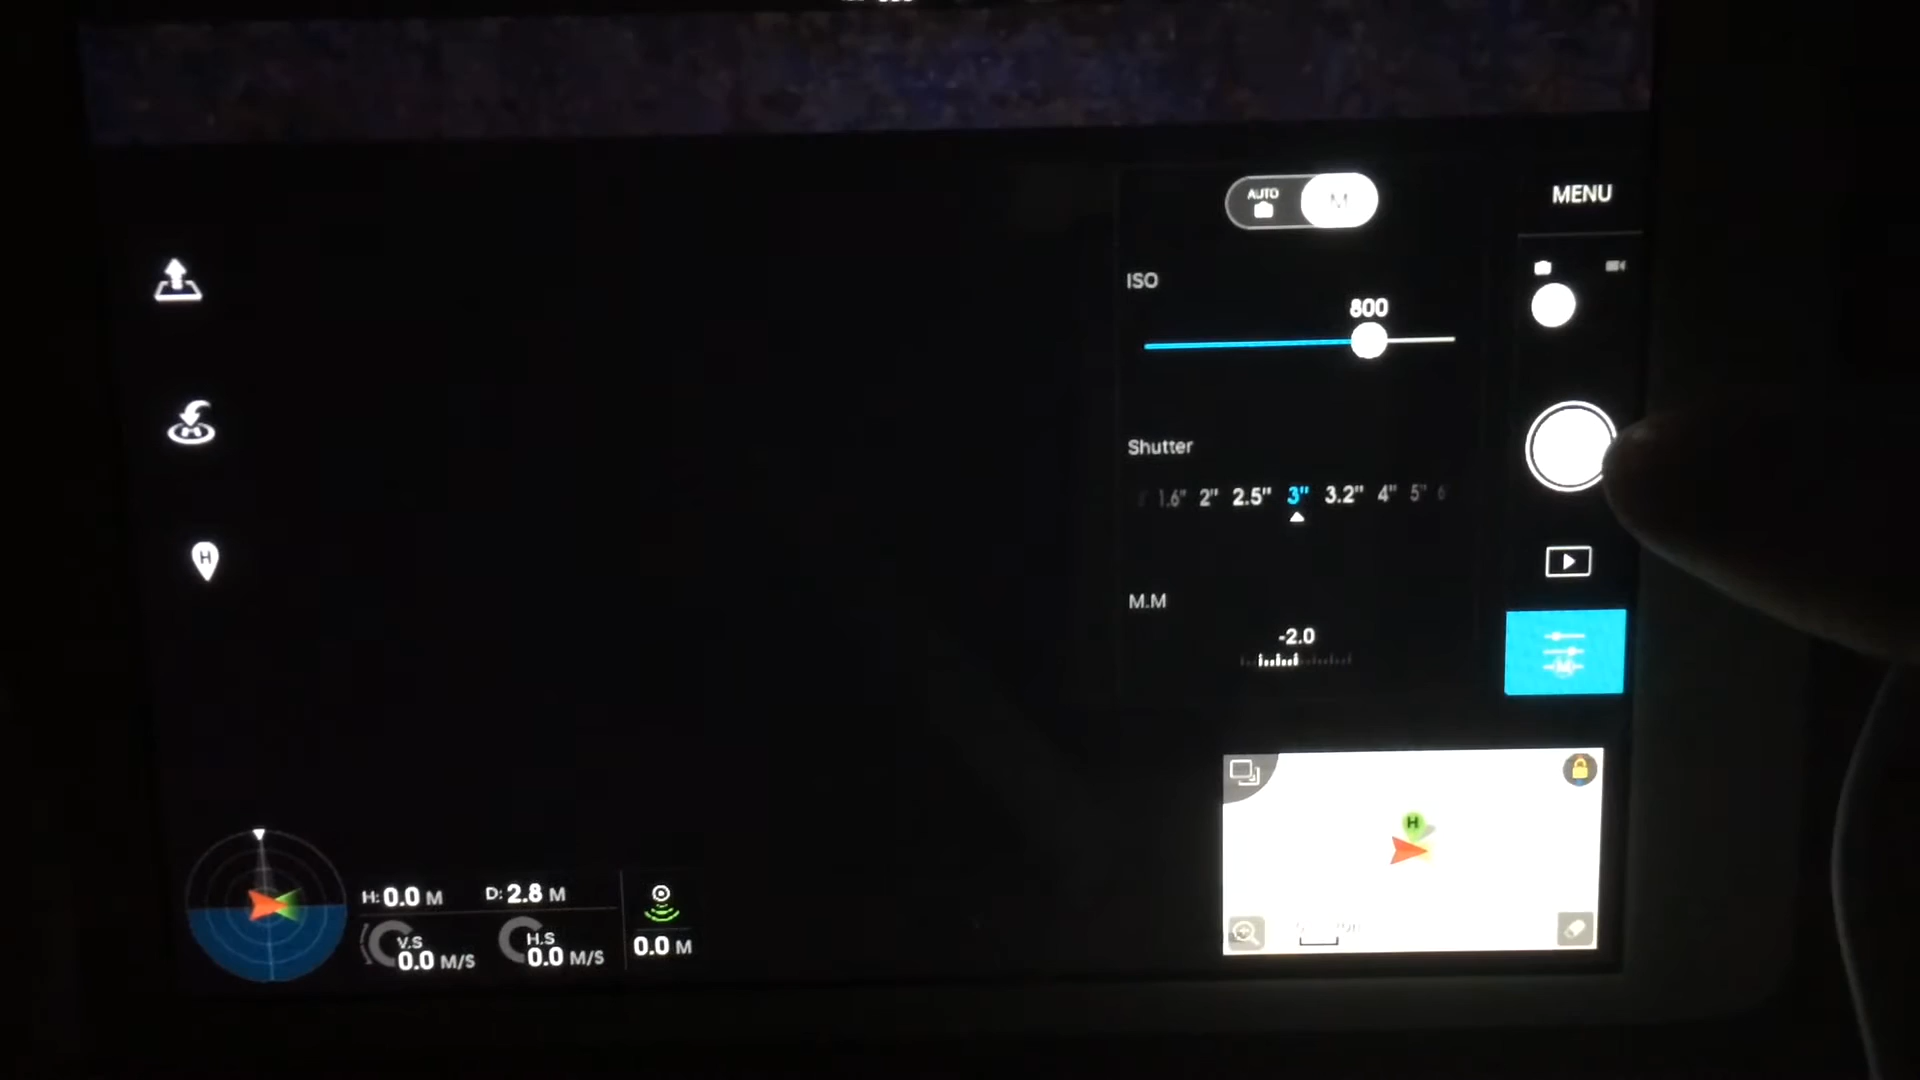 AUTO
M
MENU
ISO
800
Shutter
1.6" 2" 2.5" 3" 3.2" 4" 5" 6
M.M
-2.0
M
H
H
H: 0.0 M D: 2.8 M
V.S
0.0 M/S
H.S
0.0 M/S
0.0 M